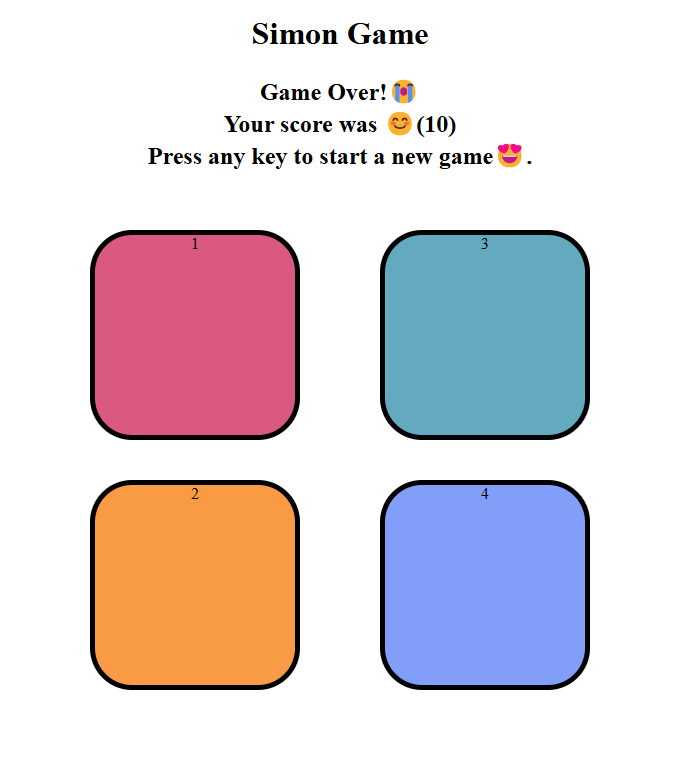 Simon Game
Game Over!😭
Your score was 😊(10)
Press any key to start a new game😍.
1
3
2
4